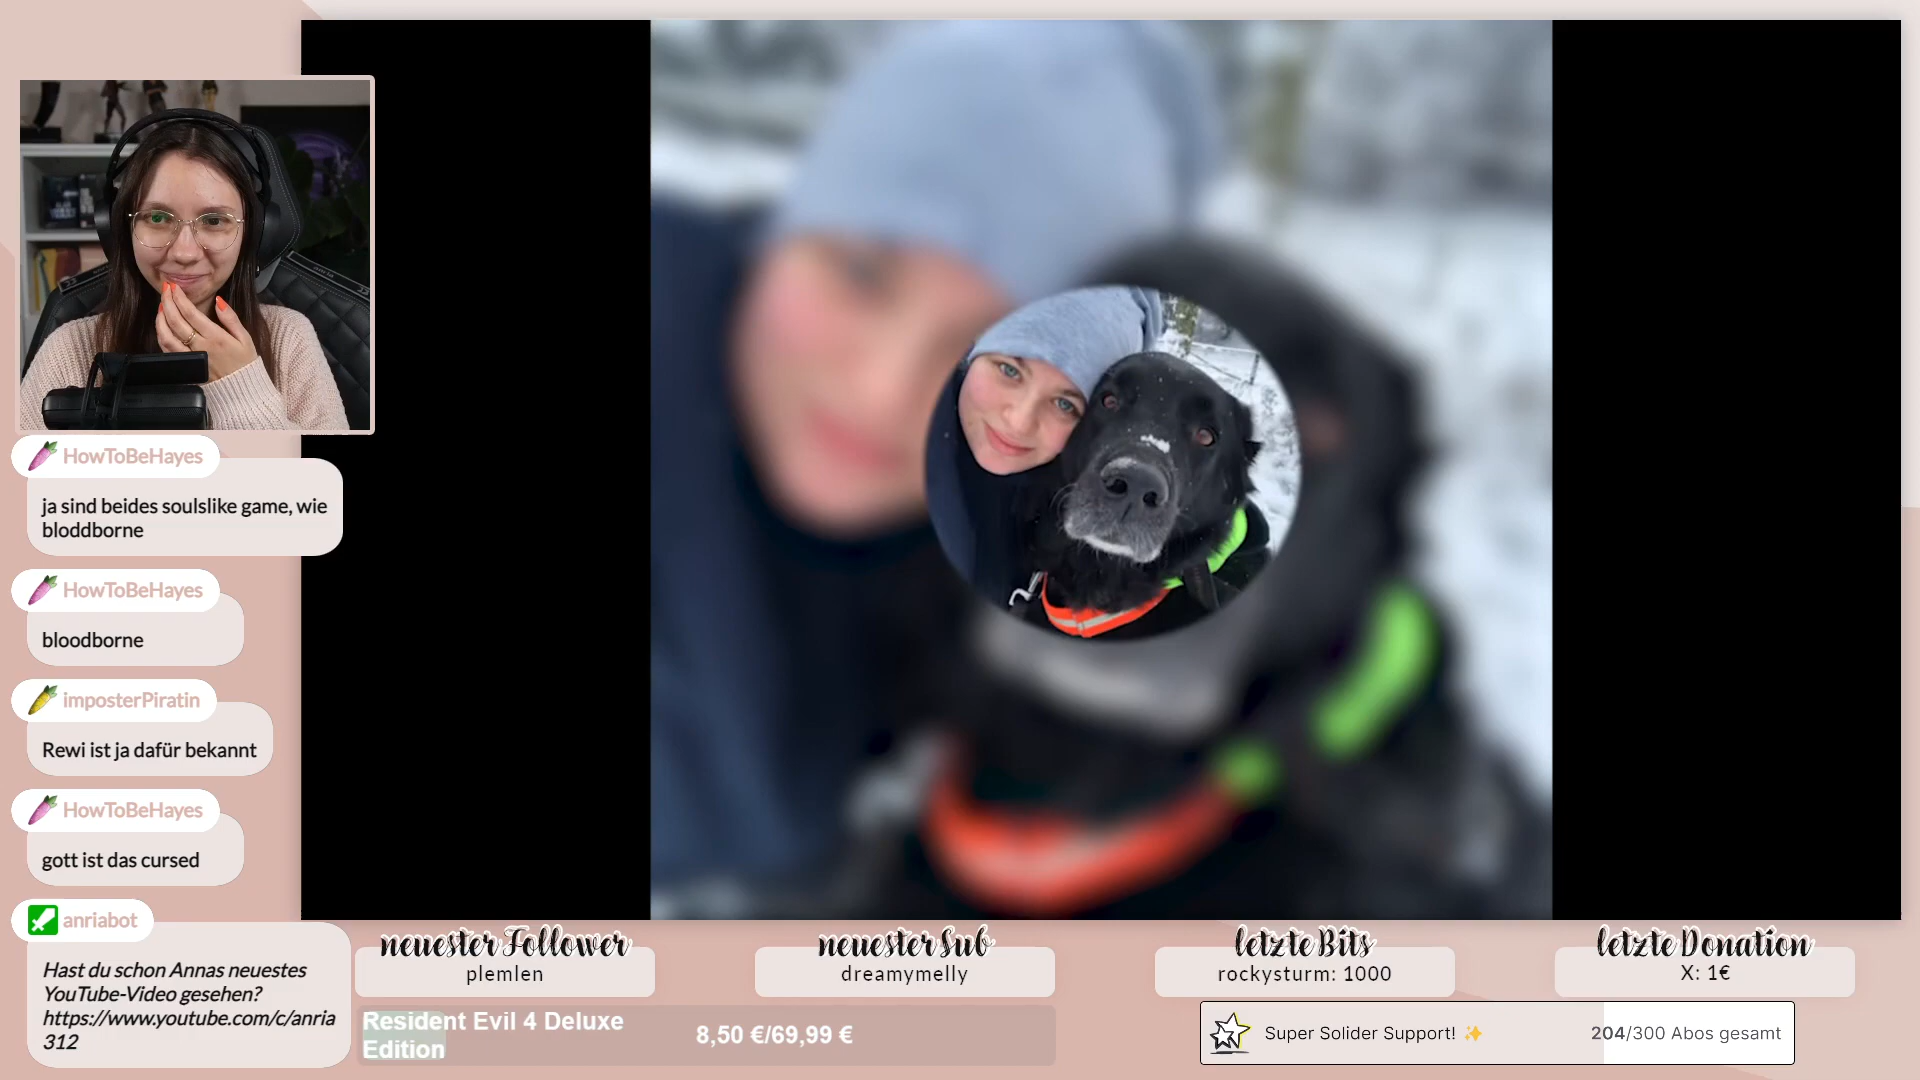 HowToBeHayes
ja sind beides soulslike game, wie
bloddborne
HowToBeHayes
bloodborne
imposterPiratin
Rewi ist ja dafür bekannt
HowToBeHayes
gott ist das cursed
anriabot
Hast du schon Annas neuestes
YouTube-Video gesehen?
https://www.youtube.com/c/anria
312
neuester Follower
plemlen
neuester Sub
dreamymelly
letzte Bits
rockysturm: 1000
letzte Donation
X: 1€
Resident Evil 4 Deluxe
Edition
8,50 €/69,99 €
Super Solider Support! ✨
204/300 Abos gesamt